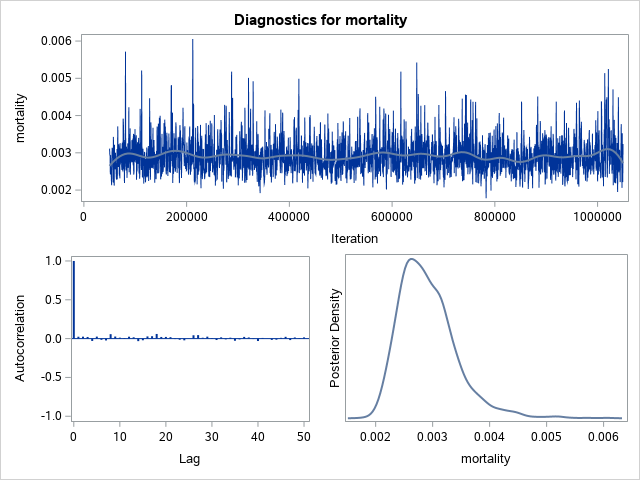 Diagnostics for mortality
mortality
0.006
0.005
0.004
0.003
0.002
0 200000 400000 600000 800000 1000000
Iteration
Autocorrelation
1.0
0.5
0.0
-0.5
-1.0
0 10 20 30 40 50
Lag
Posterior Density
0.002 0.003 0.004 0.005 0.006
mortality